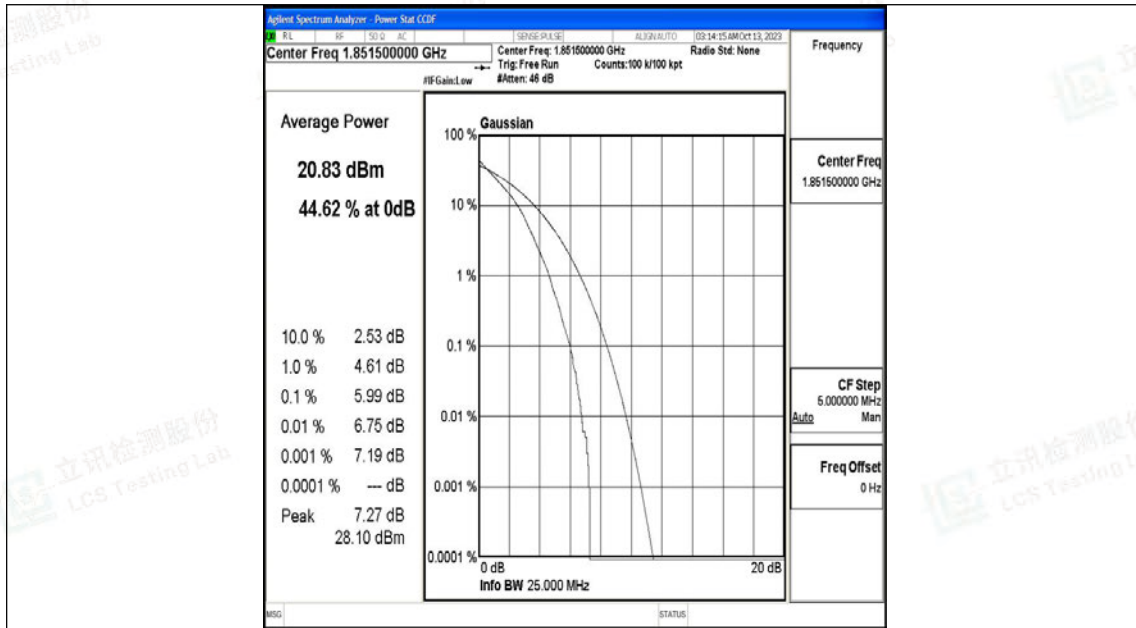 Agilent Spectrum Analyzer - Power Stat CCDF
RL RF 50 Ω AC SENSE:PULSE ALIGNAUTO 03:14:15 AM Oct 13, 2023
Center Freq 1.851500000 GHz
Center Freq: 1.851500000 GHz Radio Std: None
Trig: Free Run Counts:100 k/100 kpt
#IFGain:Low #Atten: 46 dB
Frequency
Average Power
20.83 dBm
44.62 % at 0dB
10.0 % 2.53 dB
1.0 % 4.61 dB
0.1 % 5.99 dB
0.01 % 6.75 dB
0.001 % 7.19 dB
0.0001 % --- dB
Peak 7.27 dB
28.10 dBm
Gaussian
100 %
10 %
1 %
0.1 %
0.01 %
0.001 %
0.0001 %
0 dB 20 dB
Info BW 25.000 MHz
Center Freq
1.851500000 GHz
CF Step
5.000000 MHz
Auto Man
Freq Offset
0 Hz
MSG STATUS
立讯检测股份
LCS Testing Lab
立讯检测股份